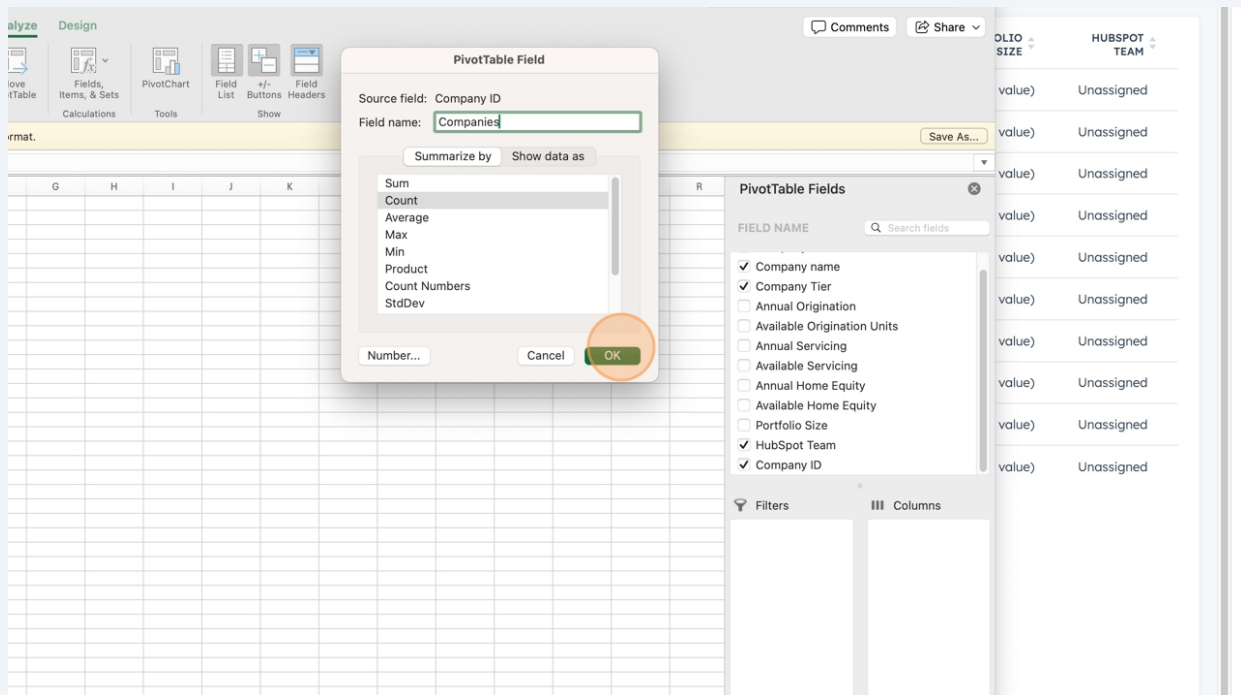 alyze Design
Comments Share
Fields, Items, & Sets
PivotChart
Field List
+/- Buttons
Field Headers
Calculations Tools Show
PivotTable Field
Source field: Company ID
Field name: Companies
Summarize by Show data as
Sum
Count
Average
Max
Min
Product
Count Numbers
StdDev
Number... Cancel OK
Save As...
G H I J K R
PivotTable Fields
FIELD NAME Search fields
Company name
Company Tier
Annual Origination
Available Origination Units
Annual Servicing
Available Servicing
Annual Home Equity
Available Home Equity
Portfolio Size
HubSpot Team
Company ID
Filters Columns
OLIO SIZE
HUBSPOT TEAM
value) Unassigned
value) Unassigned
value) Unassigned
value) Unassigned
value) Unassigned
value) Unassigned
value) Unassigned
value) Unassigned
value) Unassigned
value) Unassigned